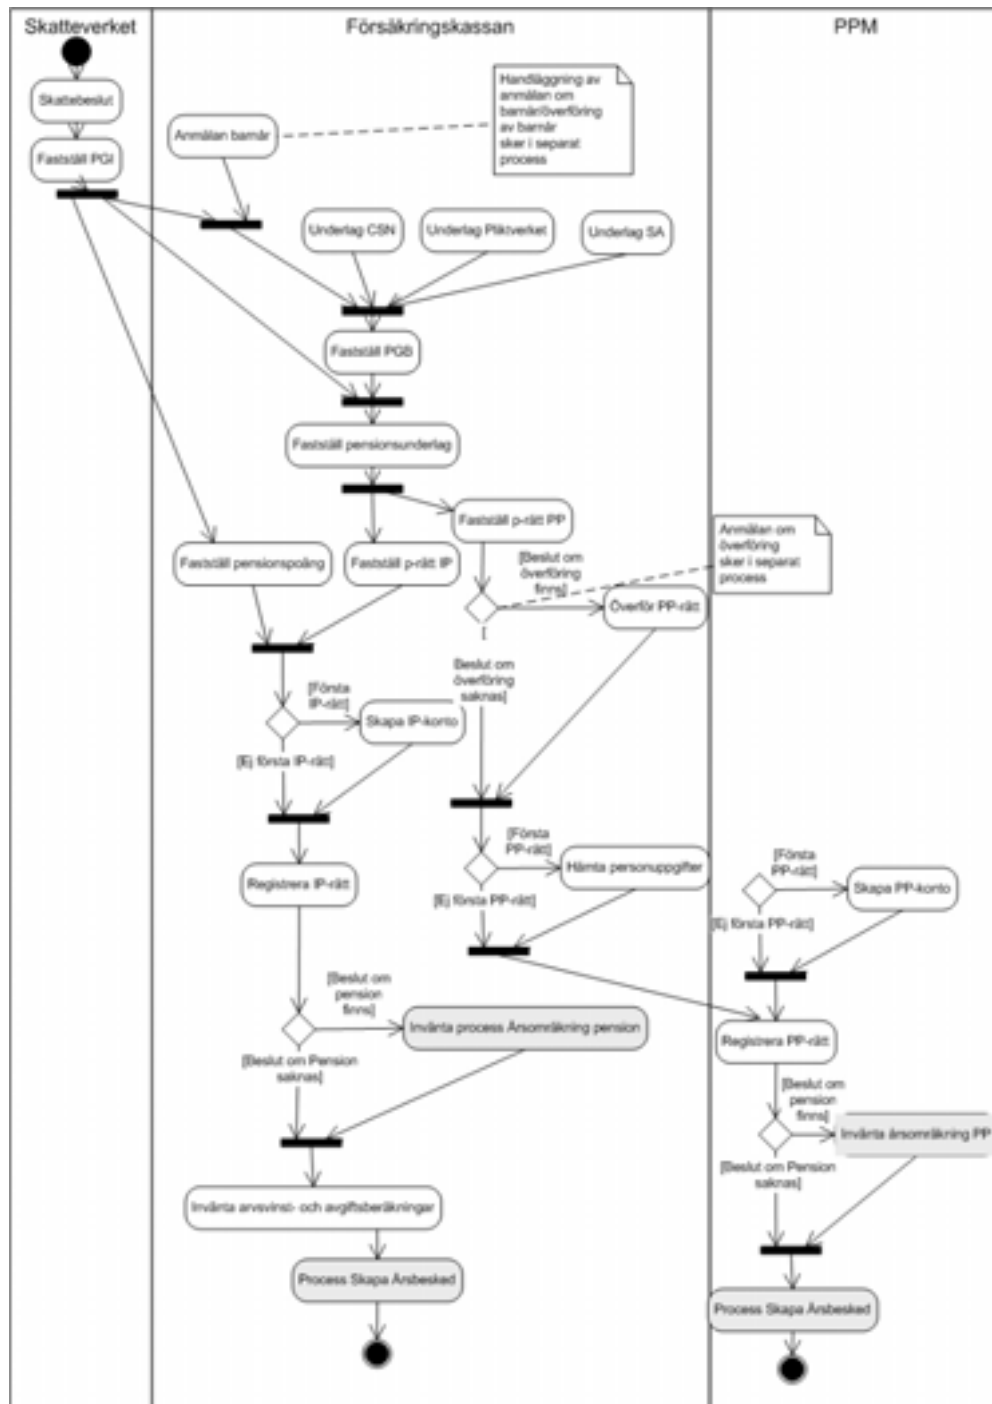 Skatteverket
Försäkringskassan
PPM
Skattebeslut
Fastställ PGI
Anmälan barnår
Handläggning av
anmälan om
barnår/överföring
av barnår
sker i separat
process
Underlag CSN
Underlag Pliktverket
Underlag SA
Fastställ PGB
Fastställ pensionsunderlag
Fastställ p-rätt PP
Fastställ pensionspoäng
Fastställ p-rätt IP
[Beslut om
överföring
finns]
Anmälan om
överföring
sker i separat
process
Överför PP-rätt
[
Beslut om
överföring
saknas]
[Första
IP-rätt]
Skapa IP-konto
[Ej första IP-rätt]
Registrera IP-rätt
[Första
PP-rätt]
Hämta personuppgifter
[Ej första PP-rätt]
[Första
PP-rätt]
Skapa PP-konto
[Ej första PP-rätt]
[Beslut om
pension
finns]
Invänta process Årsomräkning pension
[Beslut om Pension
saknas]
Registrera PP-rätt
[Beslut om
pension
finns]
Invänta årsomräkning PP
[Beslut om Pension
saknas]
Invänta arvsvinst- och avgiftsberäkningar
Process Skapa Årsbesked
Process Skapa Årsbesked